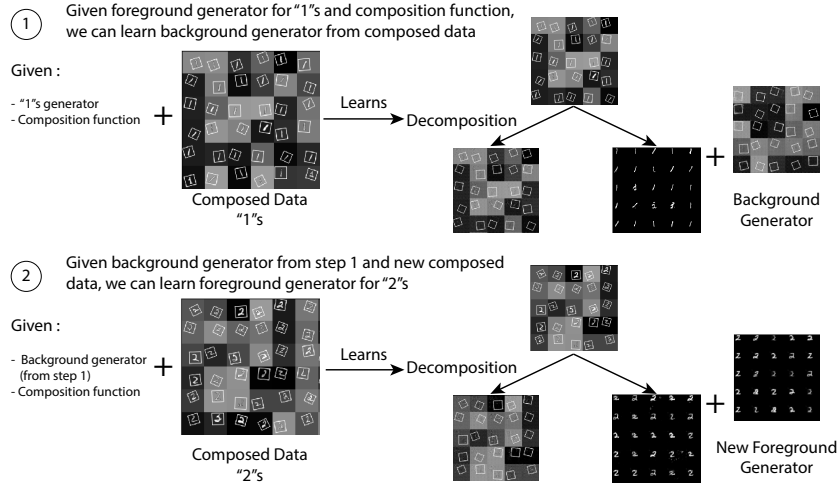 1 Given foreground generator for "1"s and composition function,
we can learn background generator from composed data
Given :
- "1"s generator
- Composition function
+
Learns
Decomposition
+
Composed Data
"1"s
Background
Generator
2 Given background generator from step 1 and new composed
data, we can learn foreground generator for "2"s
Given :
- Background generator
(from step 1)
- Composition function
+
Learns
Decomposition
+
Composed Data
"2"s
New Foreground
Generator